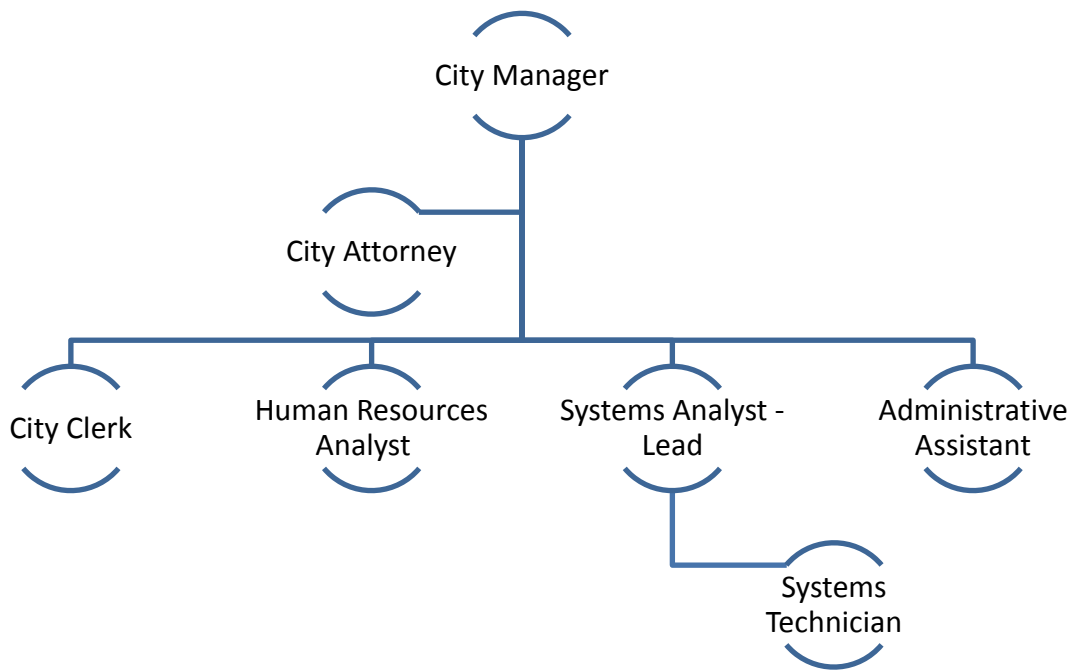 City Manager
City Attorney
City Clerk
Human Resources
Analyst
Systems Analyst -
Lead
Administrative
Assistant
Systems
Technician